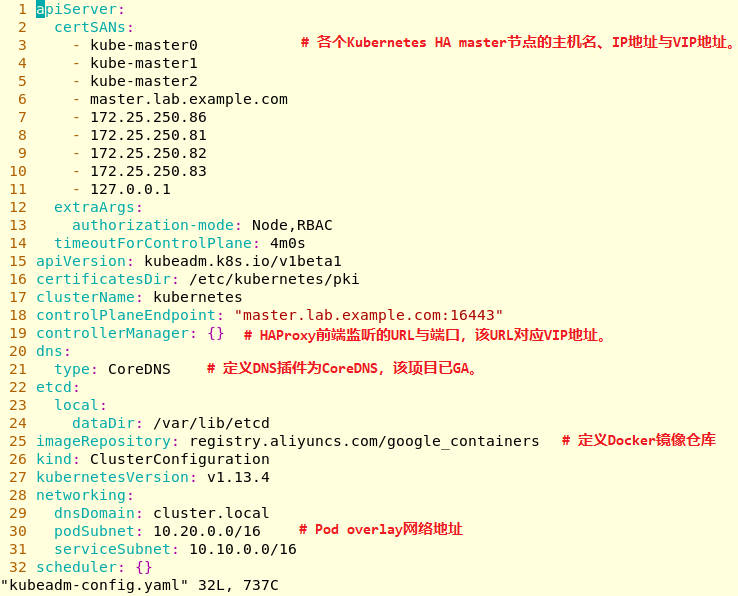 1 apiServer:
2   certSANs:
3     - kube-master0 # 各个Kubernetes HA master节点的主机名、IP地址与VIP地址。
4     - kube-master1
5     - kube-master2
6     - master.lab.example.com
7     - 172.25.250.86
8     - 172.25.250.81
9     - 172.25.250.82
10     - 172.25.250.83
11     - 127.0.0.1
12   extraArgs:
13     authorization-mode: Node,RBAC
14   timeoutForControlPlane: 4m0s
15 apiVersion: kubeadm.k8s.io/v1beta1
16 certificatesDir: /etc/kubernetes/pki
17 clusterName: kubernetes
18 controlPlaneEndpoint: "master.lab.example.com:16443"
19 controllerManager: {} # HAProxy前端监听的URL与端口，该URL对应VIP地址。
20 dns:
21   type: CoreDNS # 定义DNS插件为CoreDNS，该项目已GA。
22 etcd:
23   local:
24     dataDir: /var/lib/etcd
25 imageRepository: registry.aliyuncs.com/google_containers # 定义Docker镜像仓库
26 kind: ClusterConfiguration
27 kubernetesVersion: v1.13.4
28 networking:
29   dnsDomain: cluster.local
30   podSubnet: 10.20.0.0/16 # Pod overlay网络地址
31   serviceSubnet: 10.10.0.0/16
32 scheduler: {}
"kubeadm-config.yaml" 32L, 737C